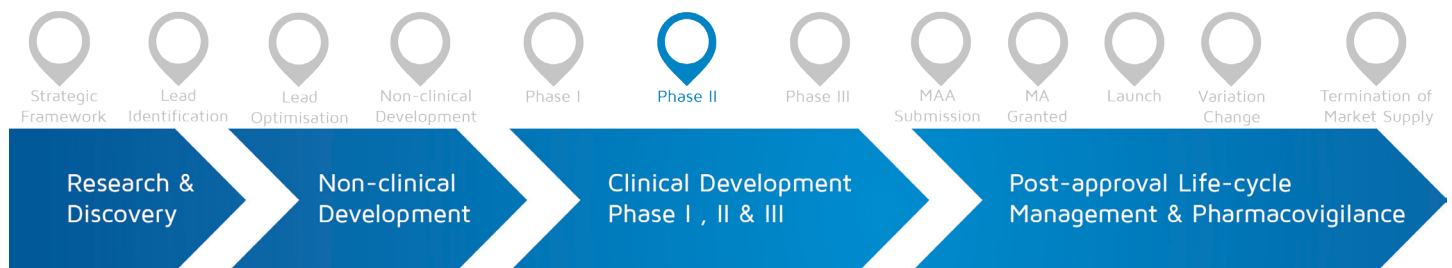 Strategic
Framework
Lead
Identification
Lead
Optimisation
Non-clinical
Development
Phase I
Phase II
Phase III
MAA
Submission
MA
Granted
Launch
Variation
Change
Termination of
Market Supply
Research &
Discovery
Non-clinical
Development
Clinical Development
Phase I , II & III
Post-approval Life-cycle
Management & Pharmacovigilance